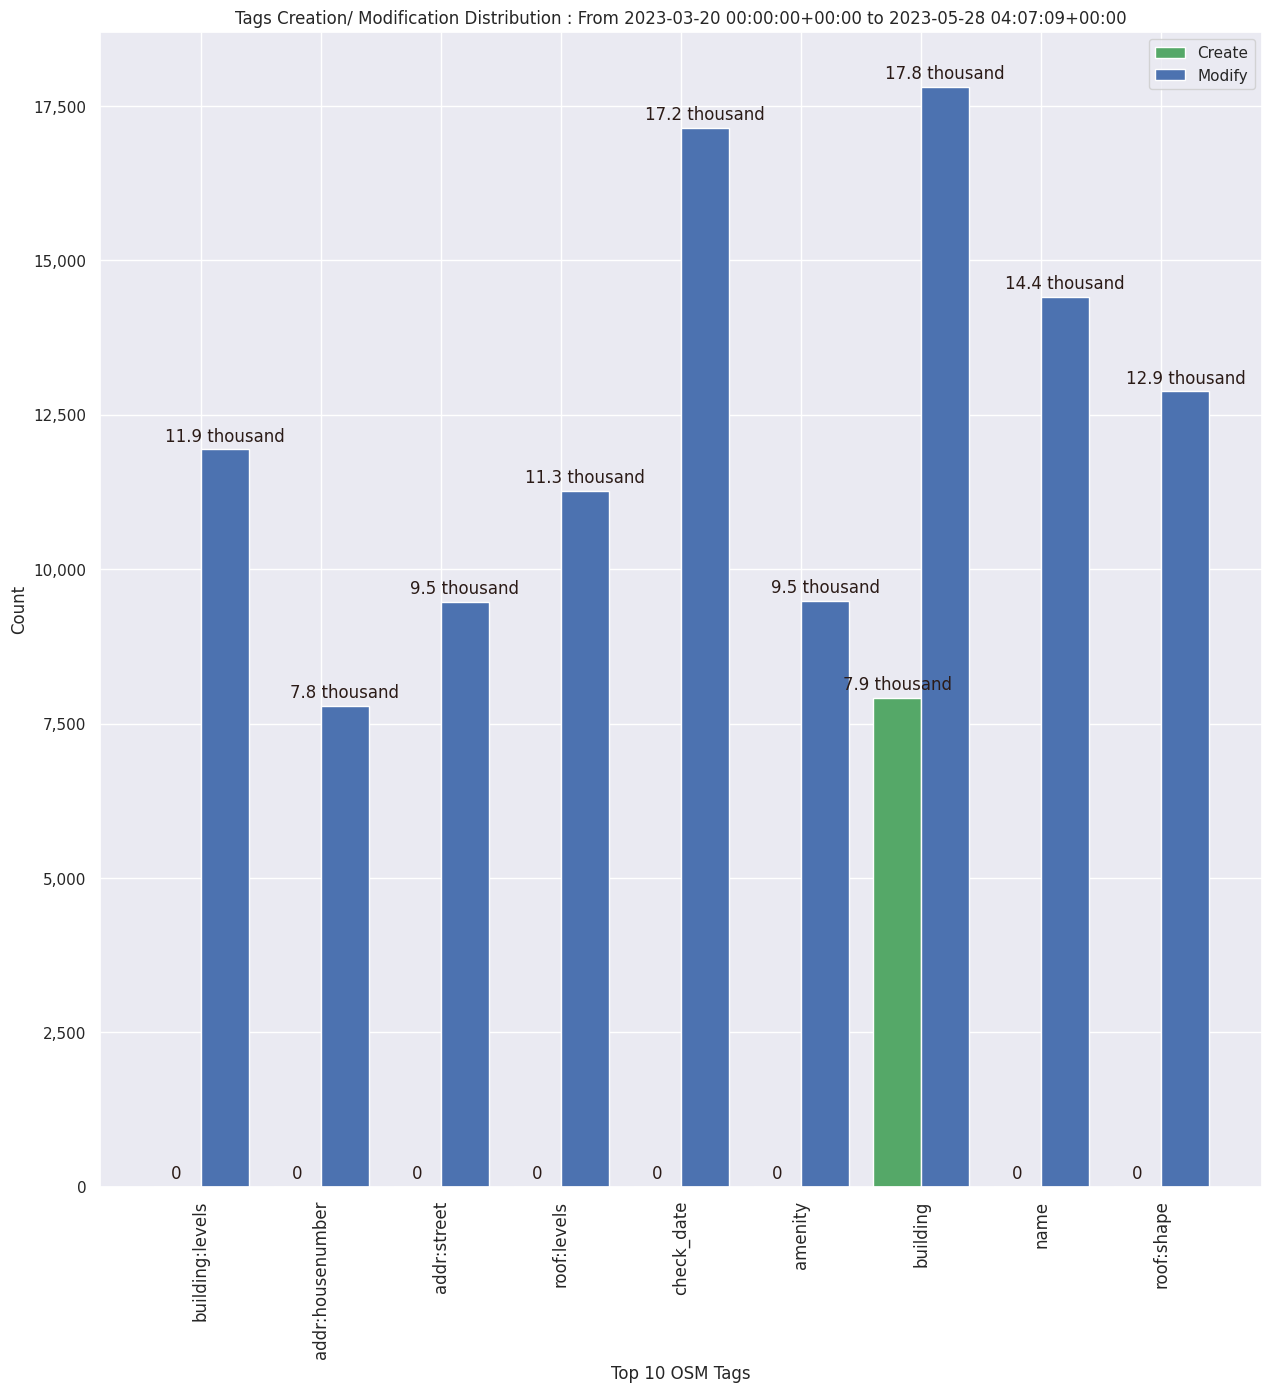 Tags Creation/ Modification Distribution : From 2023-03-20 00:00:00+00:00 to 2023-05-28 04:07:09+00:00
Create
Modify
17,500
15,000
12,500
10,000
7,500
5,000
2,500
0
Count
11.9 thousand
7.8 thousand
9.5 thousand
11.3 thousand
17.2 thousand
9.5 thousand
7.9 thousand
17.8 thousand
14.4 thousand
12.9 thousand
0
0
0
0
0
0
0
0
building:levels
addr:housenumber
addr:street
roof:levels
check_date
amenity
building
name
roof:shape
Top 10 OSM Tags